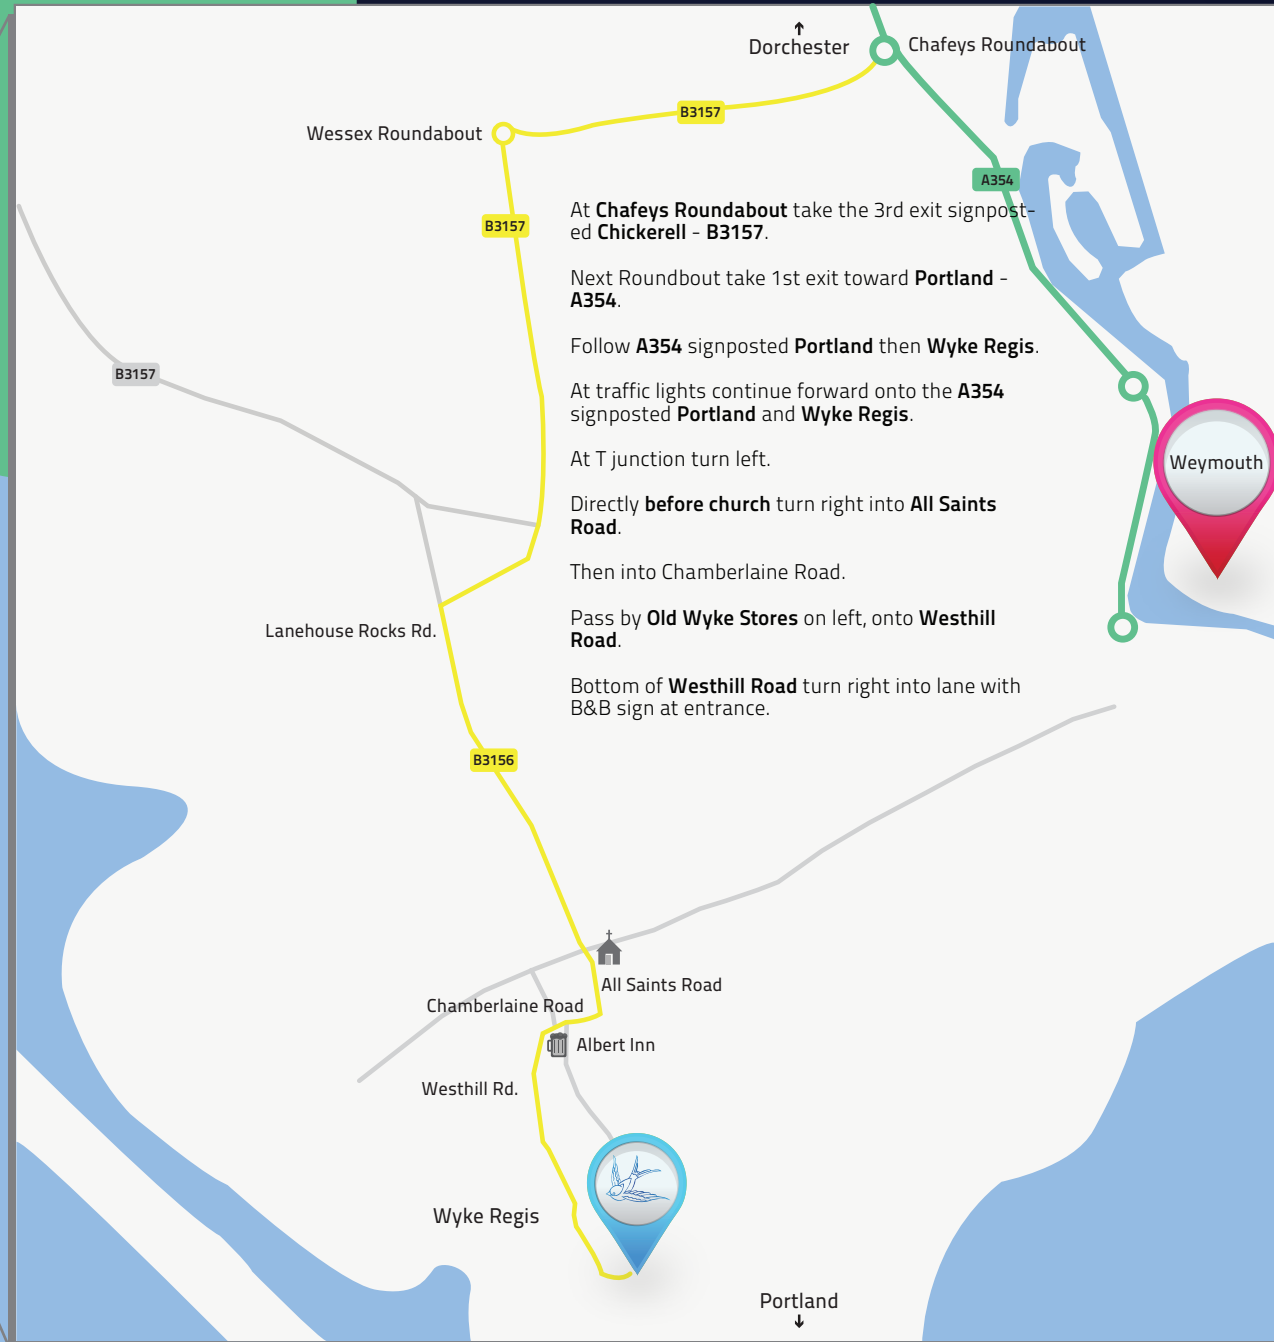 ↑
Dorchester
Chafeys Roundabout
B3157
Wessex Roundabout
A354
B3157
At Chafeys Roundabout take the 3rd exit signpost-
ed Chickerell - B3157.
Next Roundbout take 1st exit toward Portland -
A354.
Follow A354 signposted Portland then Wyke Regis.
At traffic lights continue forward onto the A354
signposted Portland and Wyke Regis.
At T junction turn left.
Directly before church turn right into All Saints
Road.
Then into Chamberlaine Road.
Pass by Old Wyke Stores on left, onto Westhill
Road.
Bottom of Westhill Road turn right into lane with
B&B sign at entrance.
B3157
Weymouth
Lanehouse Rocks Rd.
B3156
All Saints Road
Chamberlaine Road
Albert Inn
Westhill Rd.
Wyke Regis
Portland
↓